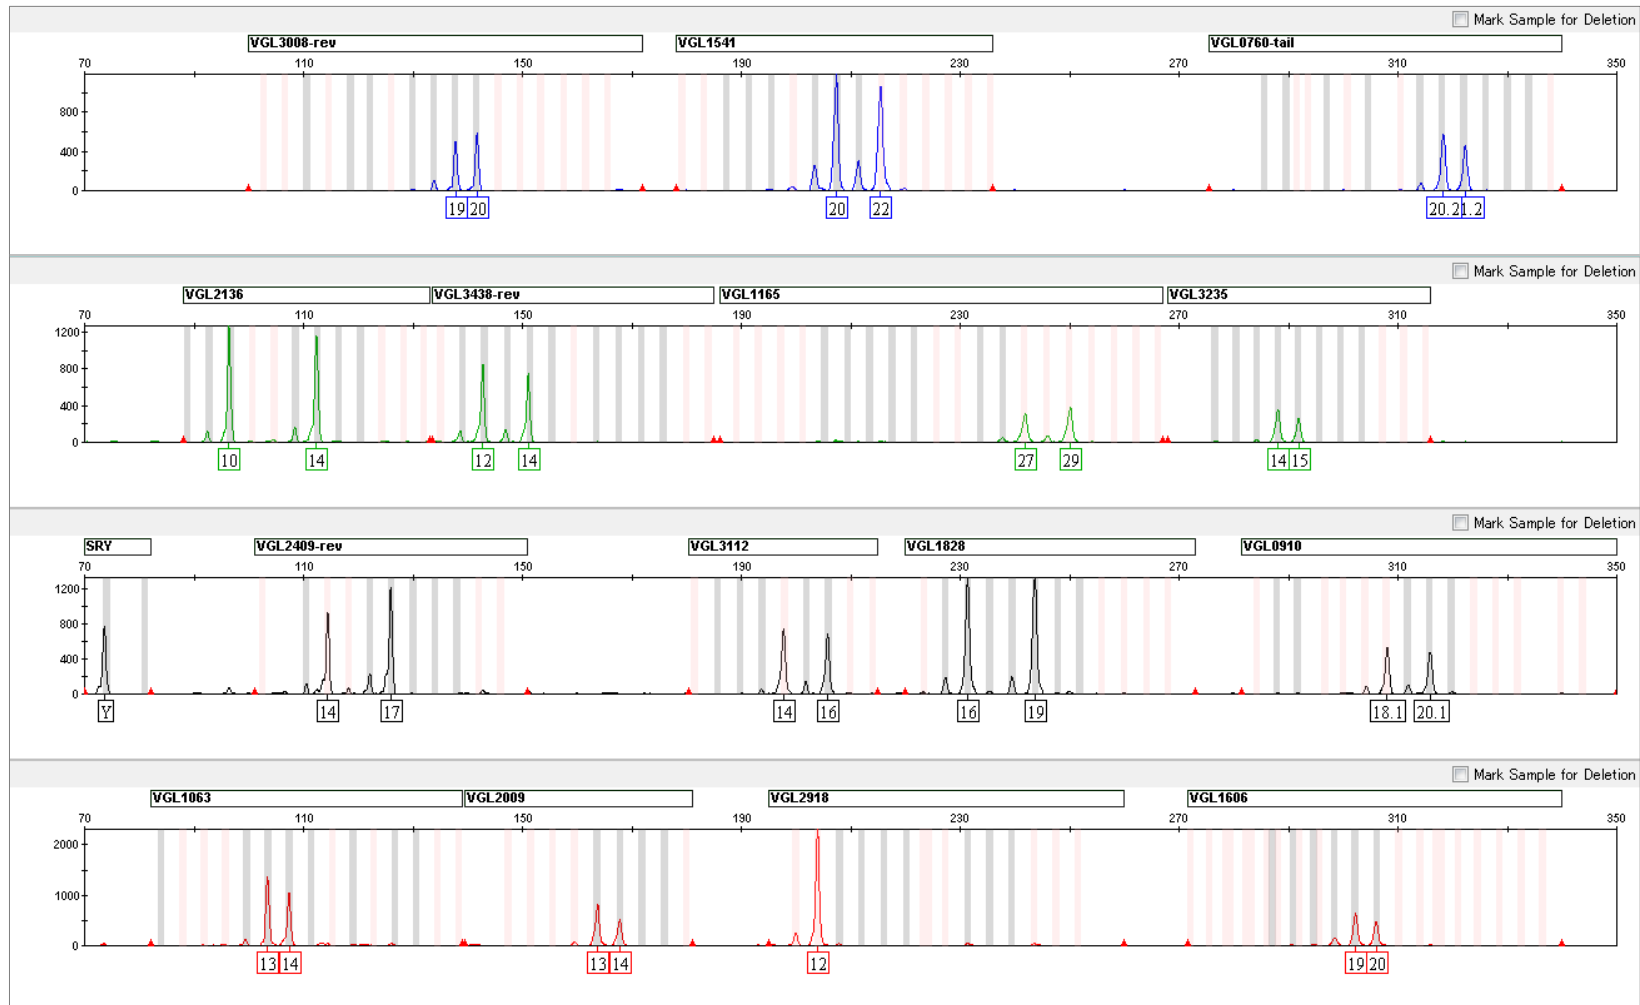 Mark Sample for Deletion
VGL3008-rev VGL1541 VGL0760-tail
70 110 150 190 230 270 310 350
800
400
0
19 20 20 22 20.2 21.2
Mark Sample for Deletion
VGL2136 VGL3438-rev VGL1165 VGL3235
70 110 150 190 230 270 310 350
1200
800
400
0
10 14 12 14 27 29 14 15
Mark Sample for Deletion
SRY VGL2409-rev VGL3112 VGL1828 VGL0910
70 110 150 190 230 270 310 350
1200
800
400
0
Y 14 17 14 16 16 19 18.1 20.1
Mark Sample for Deletion
VGL1063 VGL2009 VGL2918 VGL1606
70 110 150 190 230 270 310 350
2000
1000
0
13 14 13 14 12 19 20